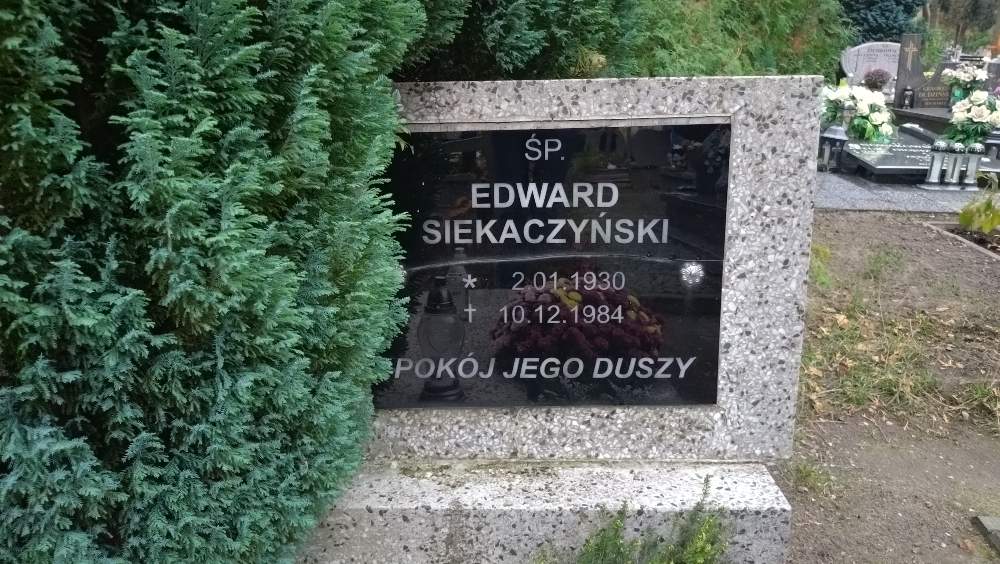 ŚP.
EDWARD
SIEKACZYŃSKI
* 2.01.1930
† 10.12.1984
POKÓJ JEGO DUSZY